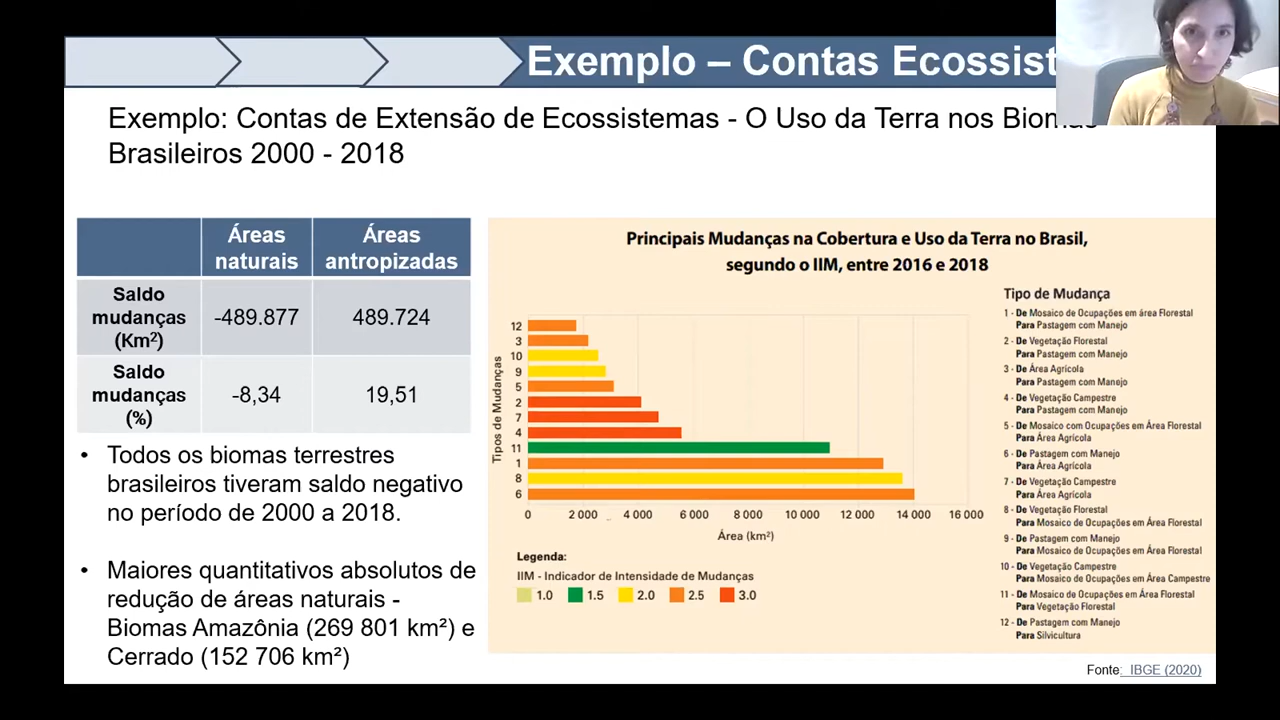 Exemplo – Contas Ecossist
Exemplo: Contas de Extensão de Ecossistemas - O Uso da Terra nos Biomas
Brasileiros 2000 - 2018
Áreas naturais
Áreas antropizadas
Saldo mudanças (Km²)
-489.877
489.724
Saldo mudanças (%)
-8,34
19,51
• Todos os biomas terrestres
brasileiros tiveram saldo negativo
no período de 2000 a 2018.
• Maiores quantitativos absolutos de
redução de áreas naturais -
Biomas Amazônia (269 801 km²) e
Cerrado (152 706 km²)
Principais Mudanças na Cobertura e Uso da Terra no Brasil,
segundo o IIM, entre 2016 e 2018
Tipos de Mudanças
12
3
10
9
5
2
7
4
11
1
8
6
0 2 000 4 000 6 000 8 000 10 000 12 000 14 000 16 000
Área (km²)
Legenda:
IIM - Indicador de Intensidade de Mudanças
1.0 1.5 2.0 2.5 3.0
Tipo de Mudança
1 - De Mosaico de Ocupações em área Florestal
Para Pastagem com Manejo
2 - De Vegetação Florestal
Para Pastagem com Manejo
3 - De Área Agrícola
Para Pastagem com Manejo
4 - De Vegetação Campestre
Para Pastagem com Manejo
5 - De Mosaico com Ocupações em Área Florestal
Para Área Agrícola
6 - De Pastagem com Manejo
Para Área Agrícola
7 - De Vegetação Campestre
Para Área Agrícola
8 - De Vegetação Florestal
Para Mosaico de Ocupações em Área Florestal
9 - De Pastagem com Manejo
Para Mosaico de Ocupações em Área Florestal
10 - De Vegetação Campestre
Para Mosaico de Ocupações em Área Campestre
11 - De Mosaico de Ocupações em Área Florestal
Para Vegetação Florestal
12 - De Pastagem com Manejo
Para Silvicultura
Fonte: IBGE (2020)